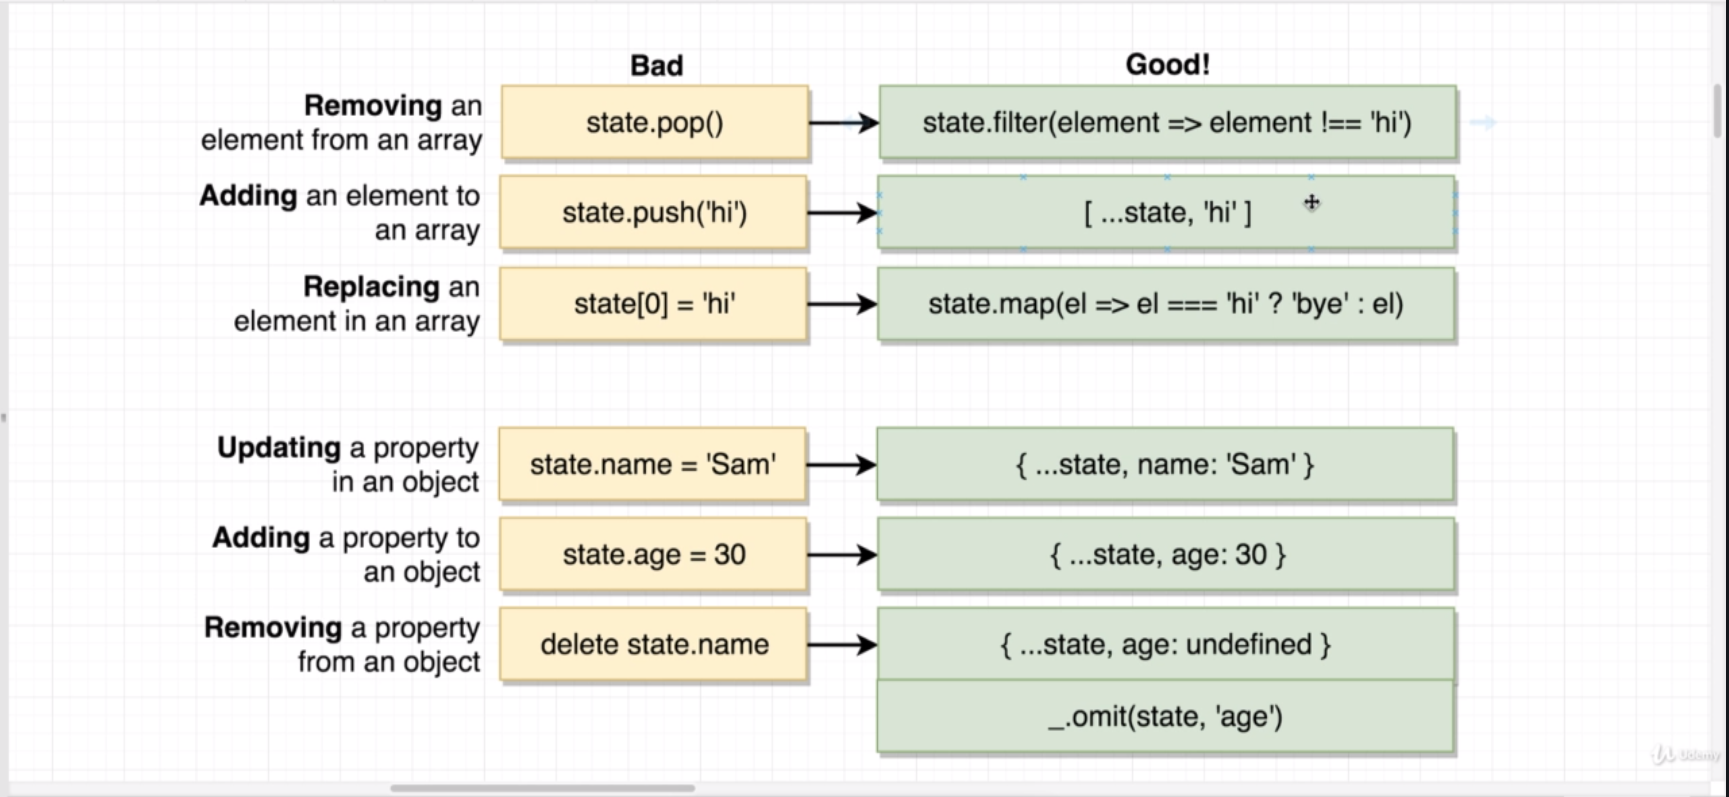 Bad
Good!
Removing an
element from an array
state.pop()
state.filter(element => element !== 'hi')
Adding an element to
an array
state.push('hi')
[ ...state, 'hi' ]
Replacing an
element in an array
state[0] = 'hi'
state.map(el => el === 'hi' ? 'bye' : el)
Updating a property
in an object
state.name = 'Sam'
{ ...state, name: 'Sam' }
Adding a property to
an object
state.age = 30
{ ...state, age: 30 }
Removing a property
from an object
delete state.name
{ ...state, age: undefined }
_.omit(state, 'age')
Udemy